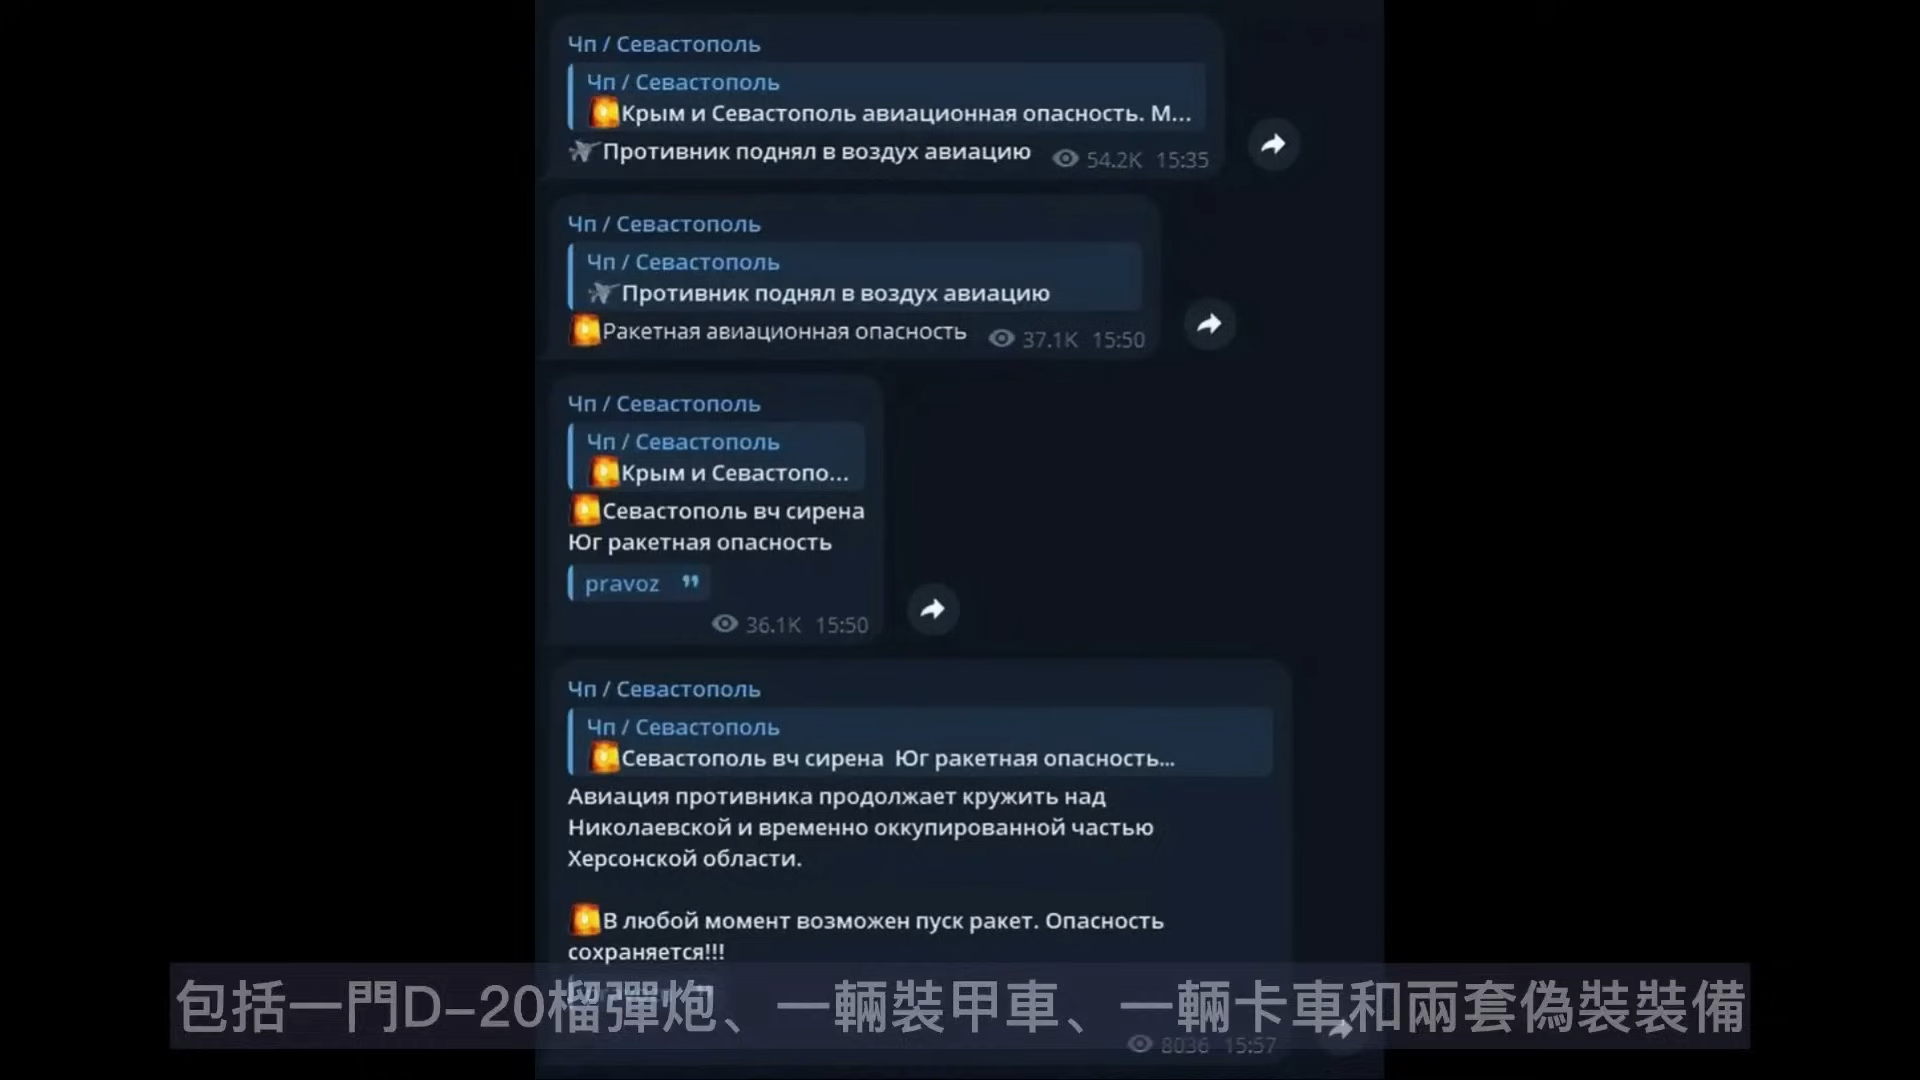 Чп / Севастополь
Чп / Севастополь
Крым и Севастополь авиационная опасность. М...
Противник поднял в воздух авиацию
54.2K 15:35
Чп / Севастополь
Чп / Севастополь
Противник поднял в воздух авиацию
Ракетная авиационная опасность
37.1K 15:50
Чп / Севастополь
Чп / Севастополь
Крым и Севастопо...
Севастополь вч сирена
Юг ракетная опасность
pravoz "
36.1K 15:50
Чп / Севастополь
Чп / Севастополь
Севастополь вч сирена Юг ракетная опасность...
Авиация противника продолжает кружить над
Николаевской и временно оккупированной частью
Херсонской области.
В любой момент возможен пуск ракет. Опасность
сохраняется!!!
包括一門D-20榴彈炮、一輛裝甲車、一輛卡車和兩套偽裝裝備
8036 15:57